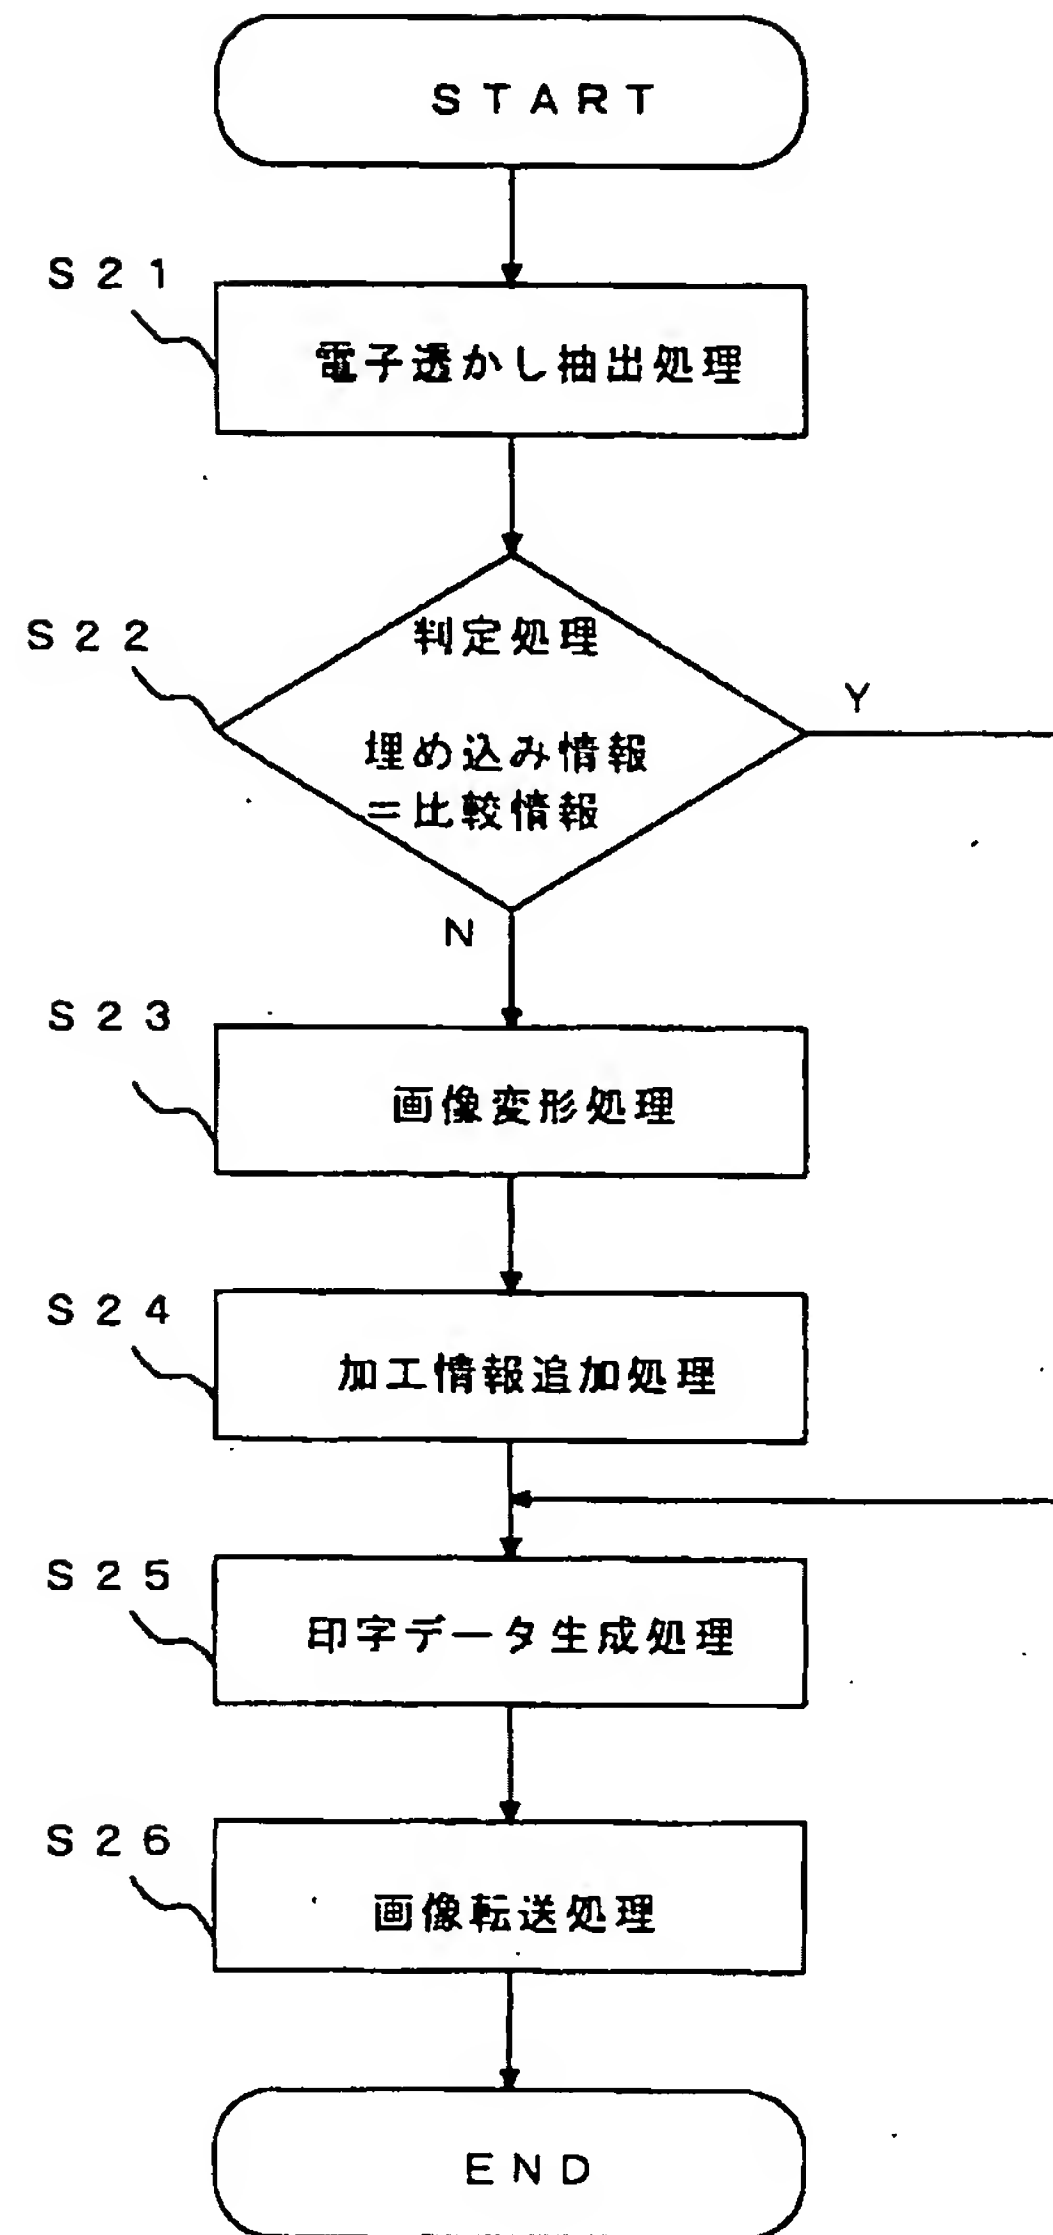 START
S21
電子透かし抽出処理
S22
判定処理
埋め込み情報
=比較情報
Y
N
S23
画像変形処理
S24
加工情報追加処理
S25
印字データ生成処理
S26
画像転送処理
END